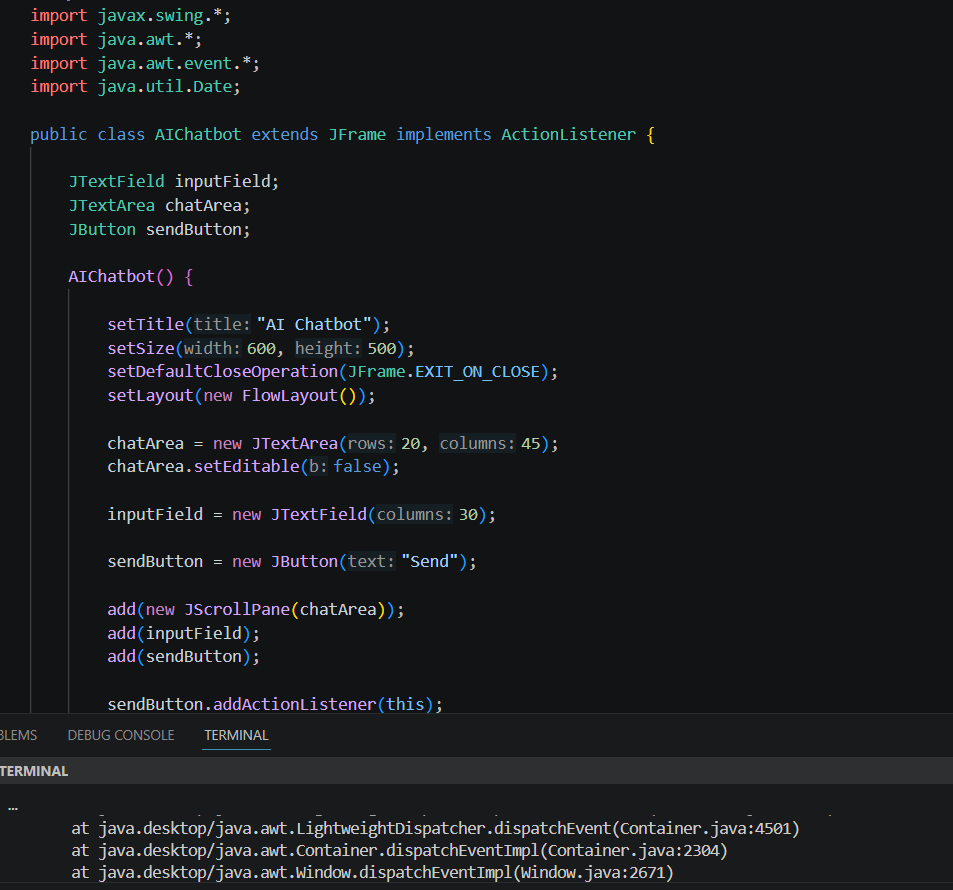 import javax.swing.*;
import java.awt.*;
import java.awt.event.*;
import java.util.Date;
public class AIChatbot extends JFrame implements ActionListener {
JTextField inputField;
JTextArea chatArea;
JButton sendButton;
AIChatbot() {
setTitle(title: "AI Chatbot");
setSize(width: 600, height: 500);
setDefaultCloseOperation(JFrame.EXIT_ON_CLOSE);
setLayout(new FlowLayout());
chatArea = new JTextArea(rows: 20, columns: 45);
chatArea.setEditable(b: false);
inputField = new JTextField(columns: 30);
sendButton = new JButton(text: "Send");
add(new JScrollPane(chatArea));
add(inputField);
add(sendButton);
sendButton.addActionListener(this);
BLEMS DEBUG CONSOLE TERMINAL
TERMINAL
…
at java.desktop/java.awt.LightweightDispatcher.dispatchEvent(Container.java:4501)
at java.desktop/java.awt.Container.dispatchEventImpl(Container.java:2304)
at java.desktop/java.awt.Window.dispatchEventImpl(Window.java:2671)